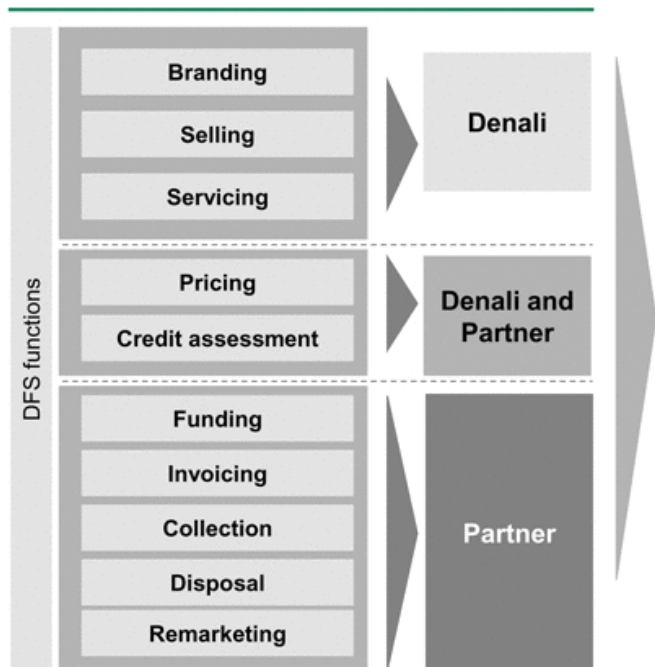 DFS functions
Branding
Selling
Servicing
Denali
Pricing
Credit assessment
Denali and
Partner
Funding
Invoicing
Collection
Disposal
Remarketing
Partner